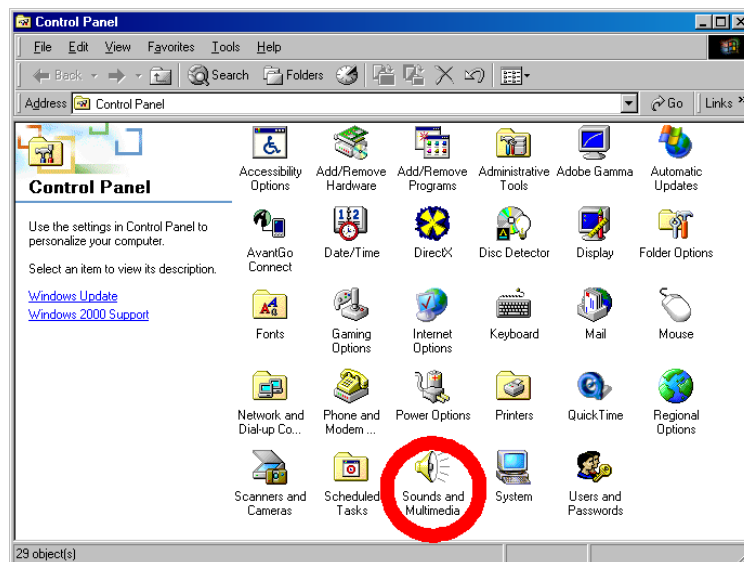 Control Panel
File Edit View Favorites Tools Help
Back Search Folders
Address Control Panel Go Links »
Control Panel
Use the settings in Control Panel to
personalize your computer.
Select an item to view its description.
Windows Update
Windows 2000 Support
Accessibility
Options
Add/Remove
Hardware
Add/Remove
Programs
Administrative
Tools
Adobe Gamma
Automatic
Updates
AvantGo
Connect
Date/Time
DirectX
Disc Detector
Display
Folder Options
Fonts
Gaming
Options
Internet
Options
Keyboard
Mail
Mouse
Network and
Dial-up Co...
Phone and
Modem ...
Power Options
Printers
QuickTime
Regional
Options
Scanners and
Cameras
Scheduled
Tasks
Sounds and
Multimedia
System
Users and
Passwords
29 object(s)